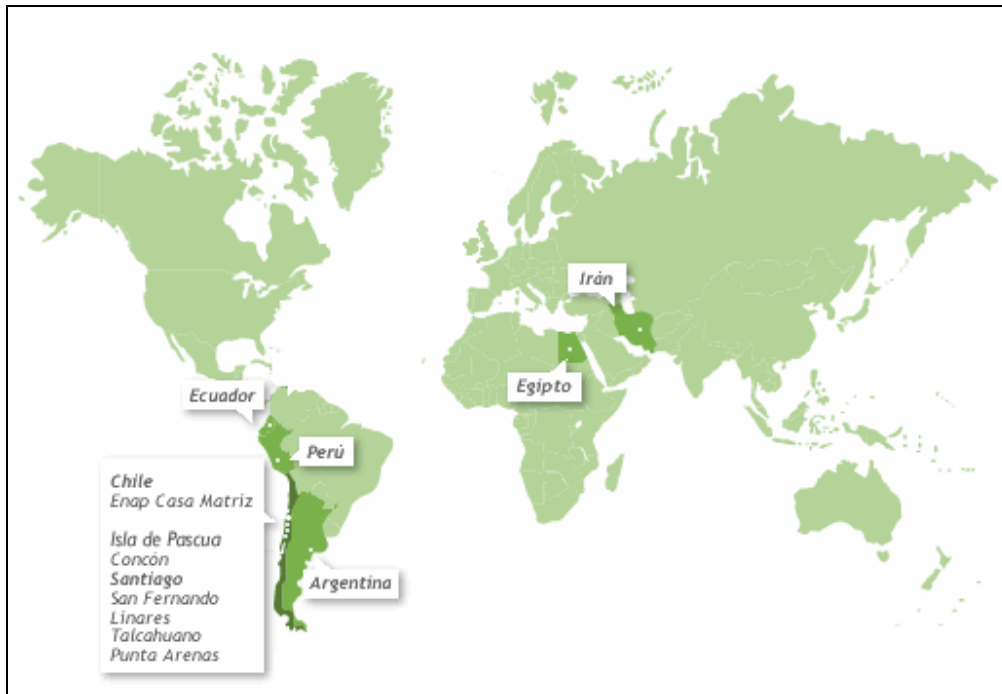 Irán
Egipto
Ecuador
Perú
Chile
Enap Casa Matriz
Isla de Pascua
Concón
Santiago
San Fernando
Linares
Talcahuano
Punta Arenas
Argentina